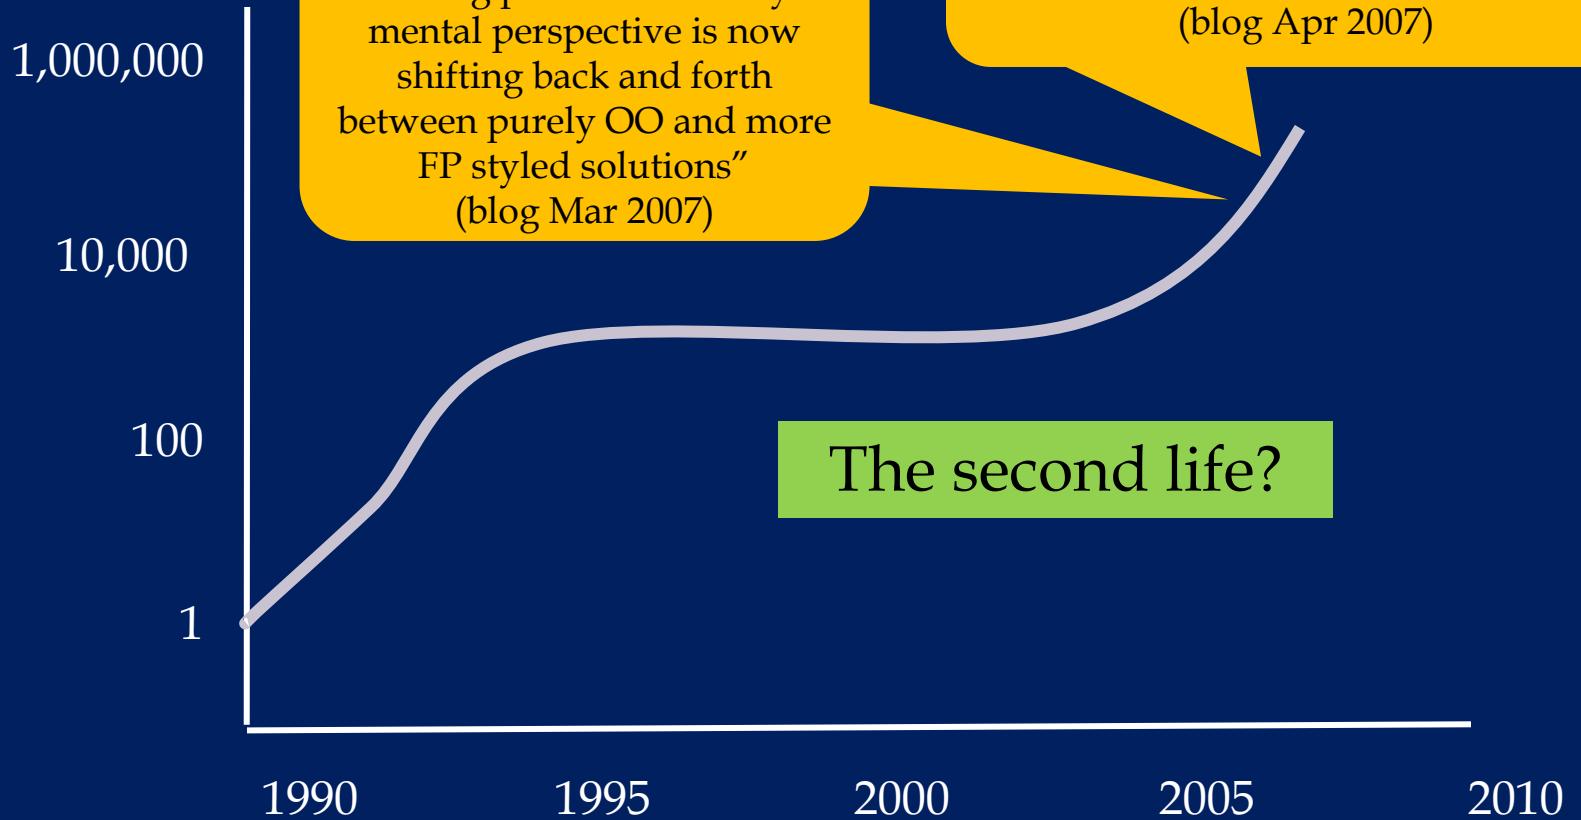 mental perspective is now
shifting back and forth
between purely OO and more
FP styled solutions”
(blog Mar 2007)
(blog Apr 2007)
1,000,000
10,000
100
1
The second life?
1990 1995 2000 2005 2010